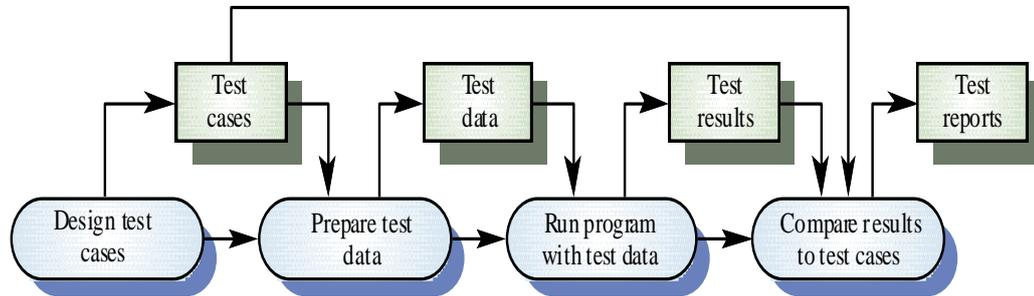 Test
cases
Test
data
Test
results
Test
reports
Design test
cases
Prepare test
data
Run program
with test data
Compare results
to test cases